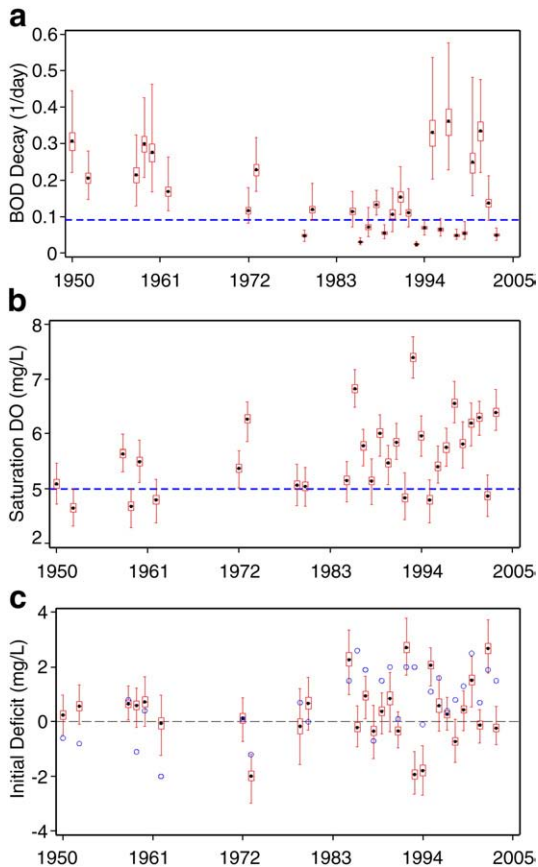 a
BOD Decay (1/day)
0.6
0.5
0.4
0.3
0.2
0.1
0
1950 1961 1972 1983 1994 2005
b
Saturation DO (mg/L)
8
7
6
5
2
1950 1961 1972 1983 1994 2005
c
Initial Deficit (mg/L)
4
2
0
-2
-4
1950 1961 1972 1983 1994 2005